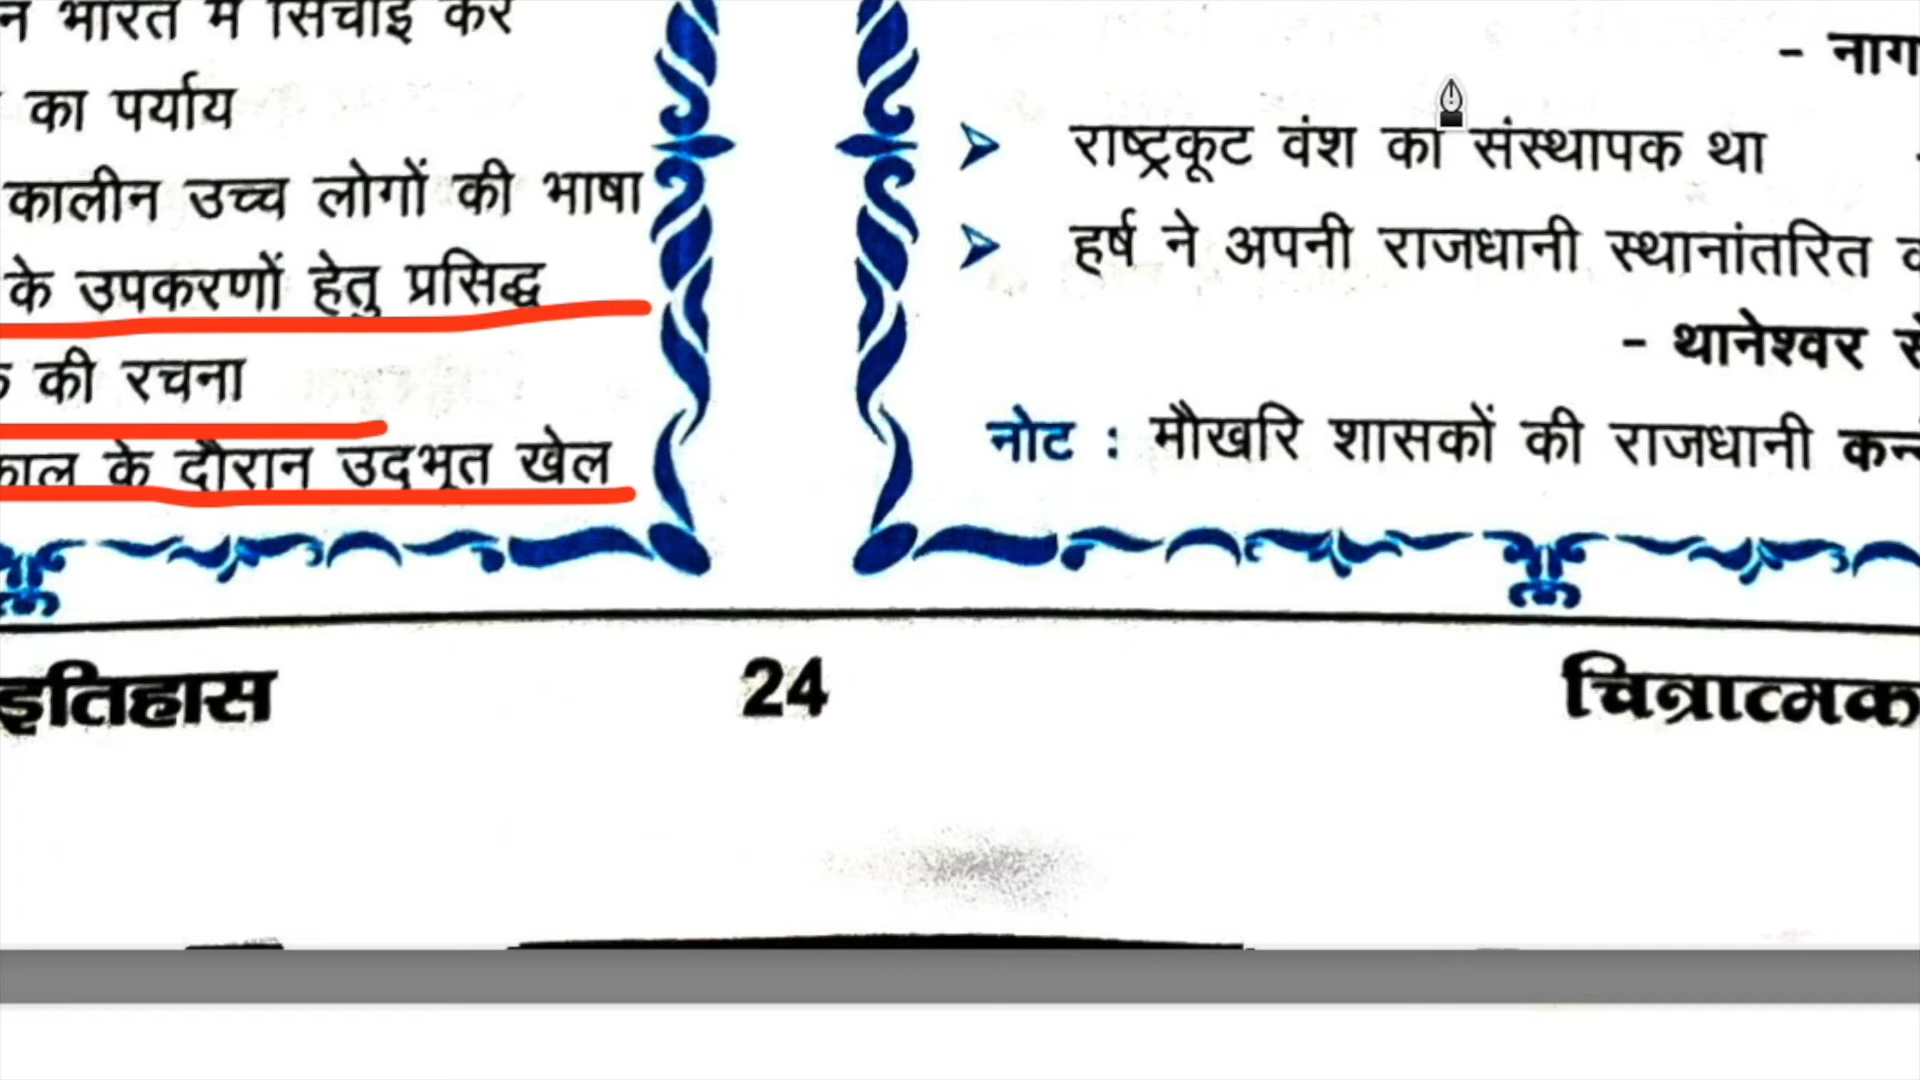 भारत में सिंचाई कर
का पर्याय
कालीन उच्च लोगों की भाषा
के उपकरणों हेतु प्रसिद्ध
की रचना
काल के दौरान उद्भूत खेल
- नाग
➤ राष्ट्रकूट वंश का संस्थापक था
➤ हर्ष ने अपनी राजधानी स्थानांतरित
- थानेश्वर से
नोट : मौखरि शासकों की राजधानी
इतिहास 24 चित्रात्मक